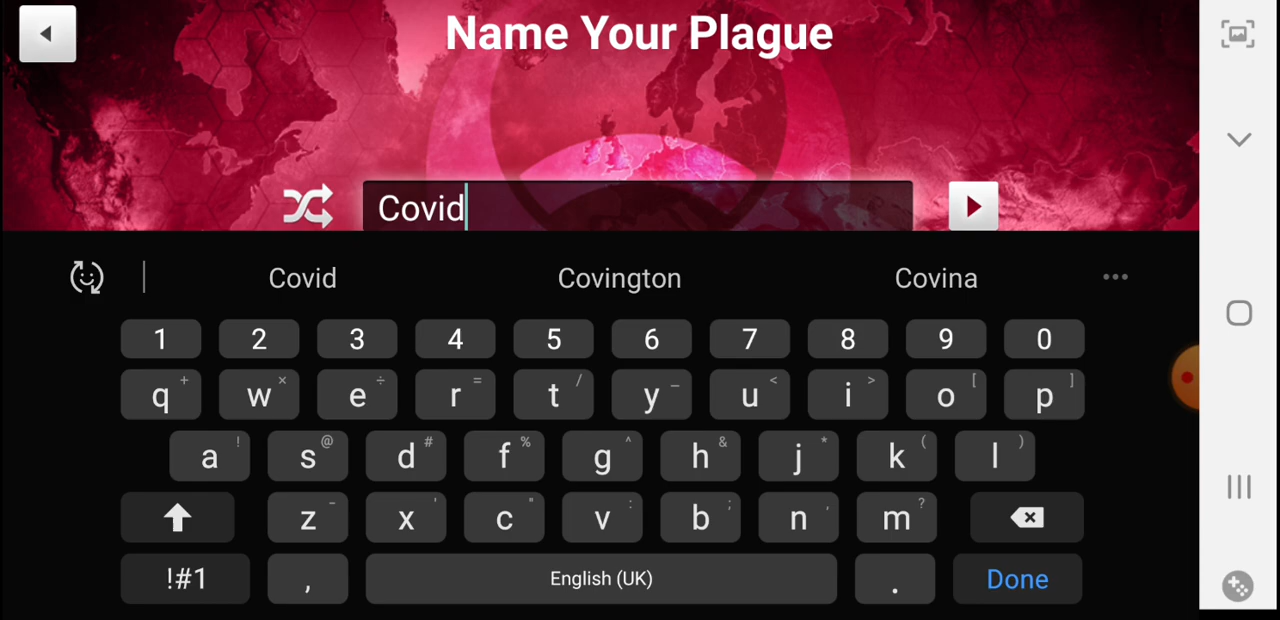 Name Your Plague
Covid
Covid Covington Covina •••
1 2 3 4 5 6 7 8 9 0
q + w × e ÷ r = t / y _ u < i > o [ p ]
a ! s @ d # f % g ^ h & j * k ( l )
z - x ' c " v : b ; n , m ?
!#1 , English (UK) . Done